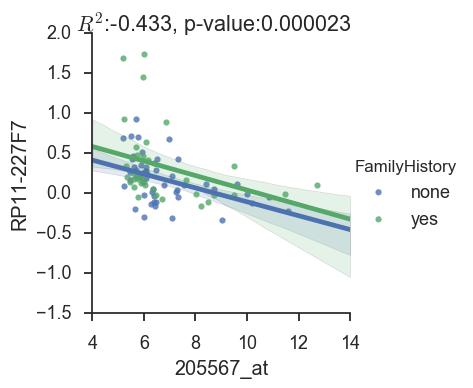 R²:-0.433, p-value:0.000023
2.0
1.5
1.0
0.5
0.0
−0.5
−1.0
−1.5
RP11-227F7
4 6 8 10 12 14
205567_at
FamilyHistory
none
yes